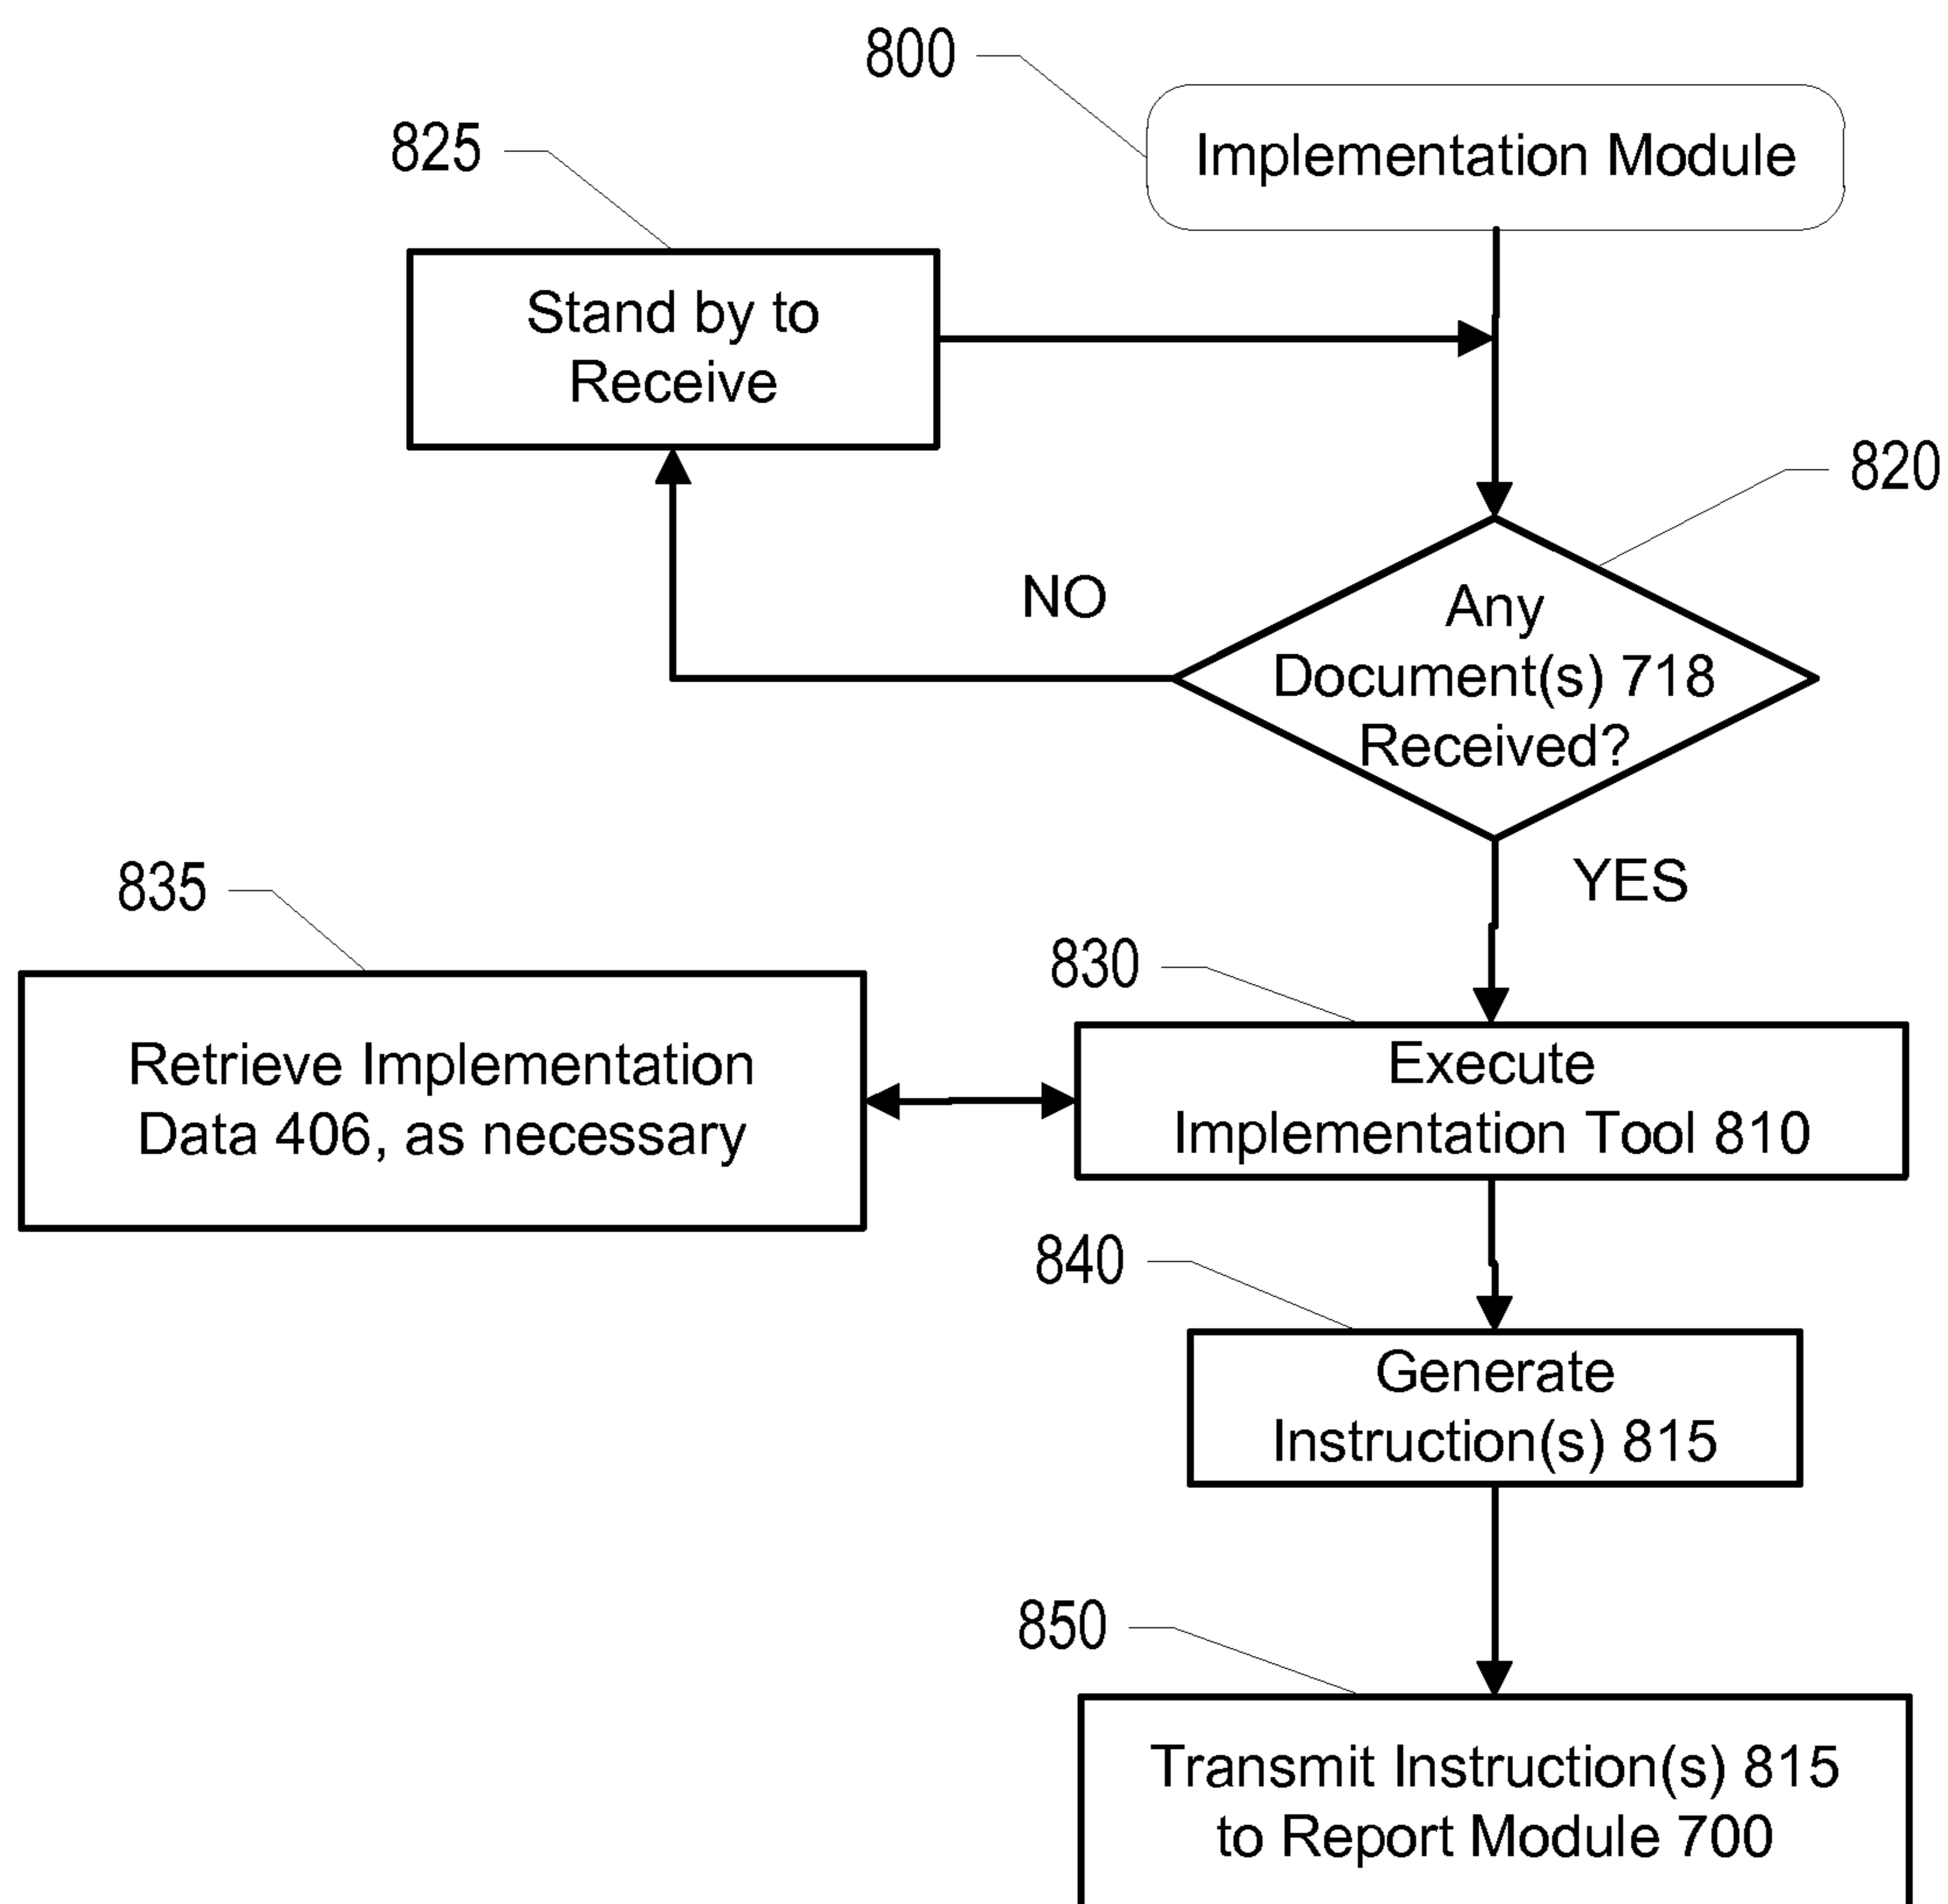 800
Implementation Module
825
Stand by to
Receive
820
Any
Document(s) 718
Received?
NO
YES
835
Retrieve Implementation
Data 406, as necessary
830
Execute
Implementation Tool 810
840
Generate
Instruction(s) 815
850
Transmit Instruction(s) 815
to Report Module 700